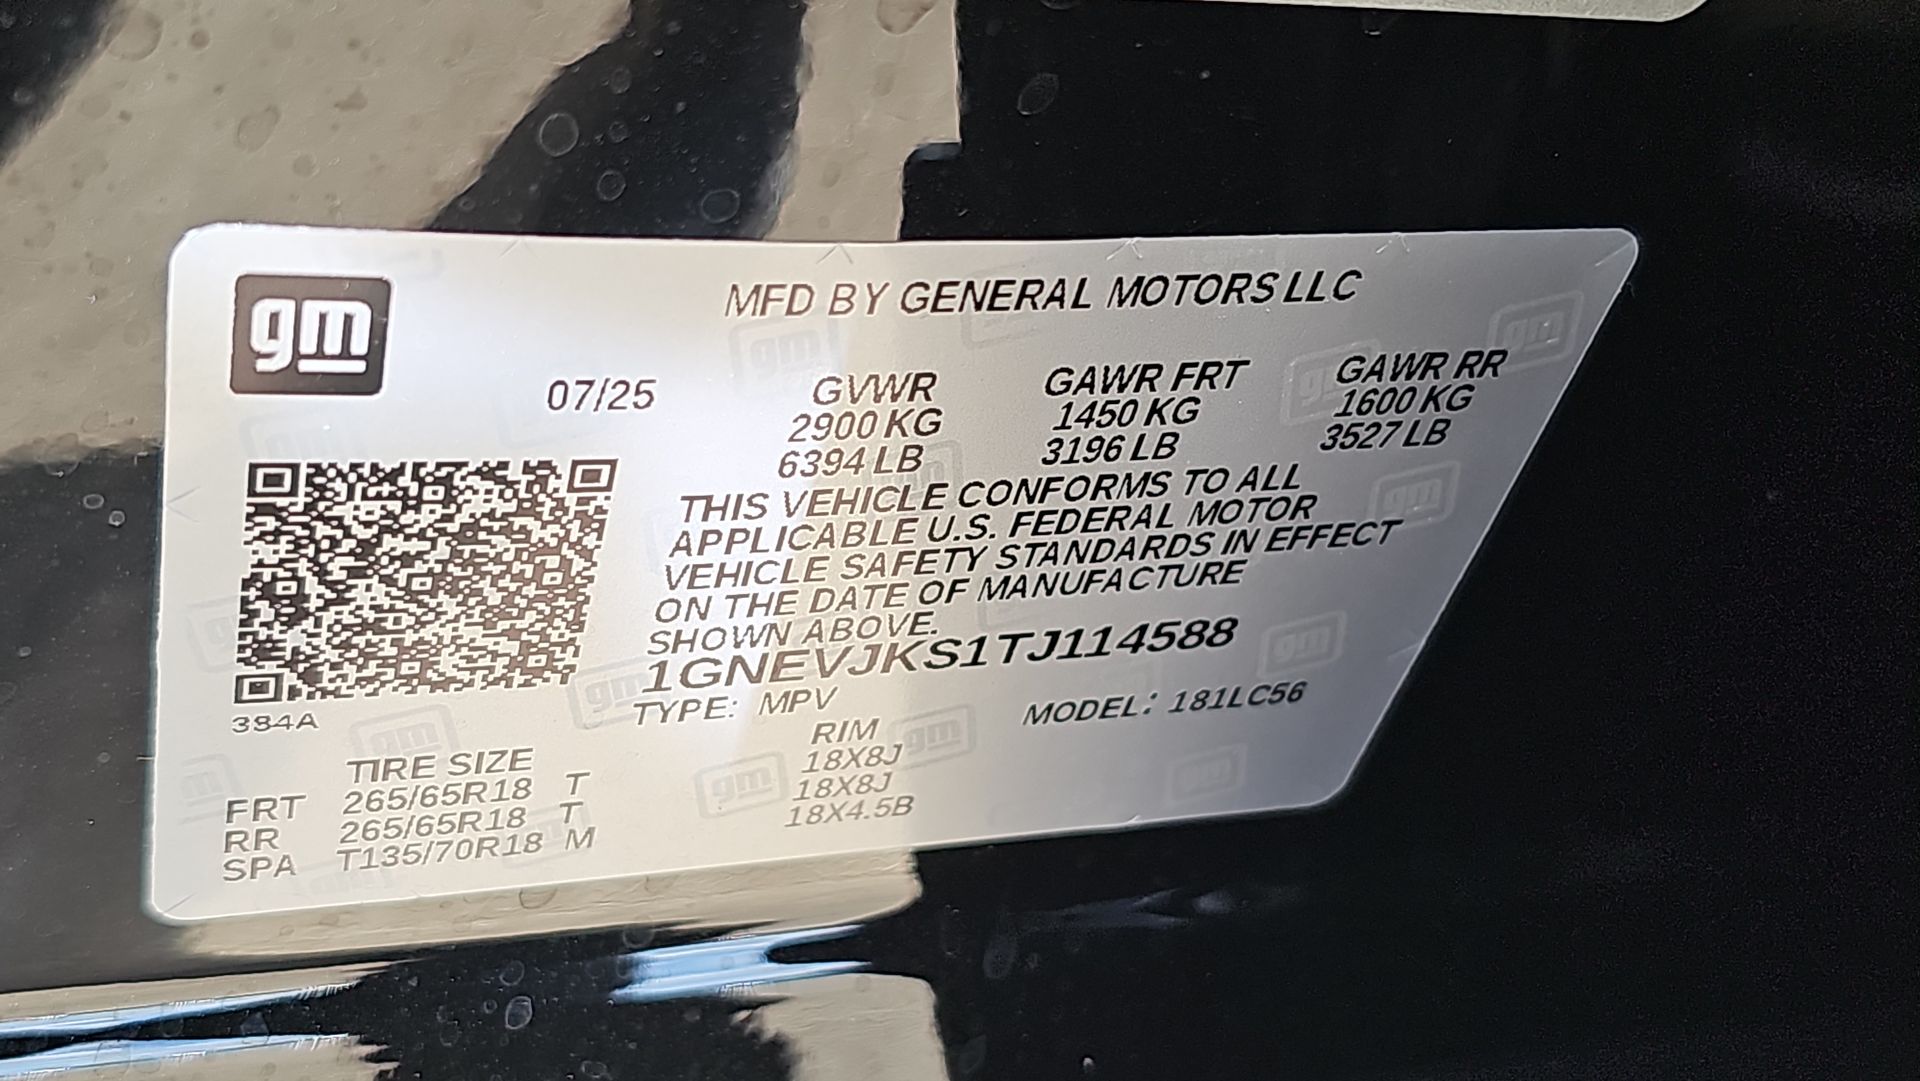 gm
MFD BY GENERAL MOTORS LLC
07/25
GVWR GAWR FRT GAWR RR
2900 KG 1450 KG 1600 KG
6394 LB 3196 LB 3527 LB
THIS VEHICLE CONFORMS TO ALL
APPLICABLE U.S. FEDERAL MOTOR
VEHICLE SAFETY STANDARDS IN EFFECT
ON THE DATE OF MANUFACTURE
SHOWN ABOVE.
1GNEVJKS1TJ114588
TYPE: MPV MODEL: 181LC56
384A
TIRE SIZE RIM
FRT 265/65R18 T 18X8J
RR 265/65R18 T 18X8J
SPA T135/70R18 M 18X4.5B